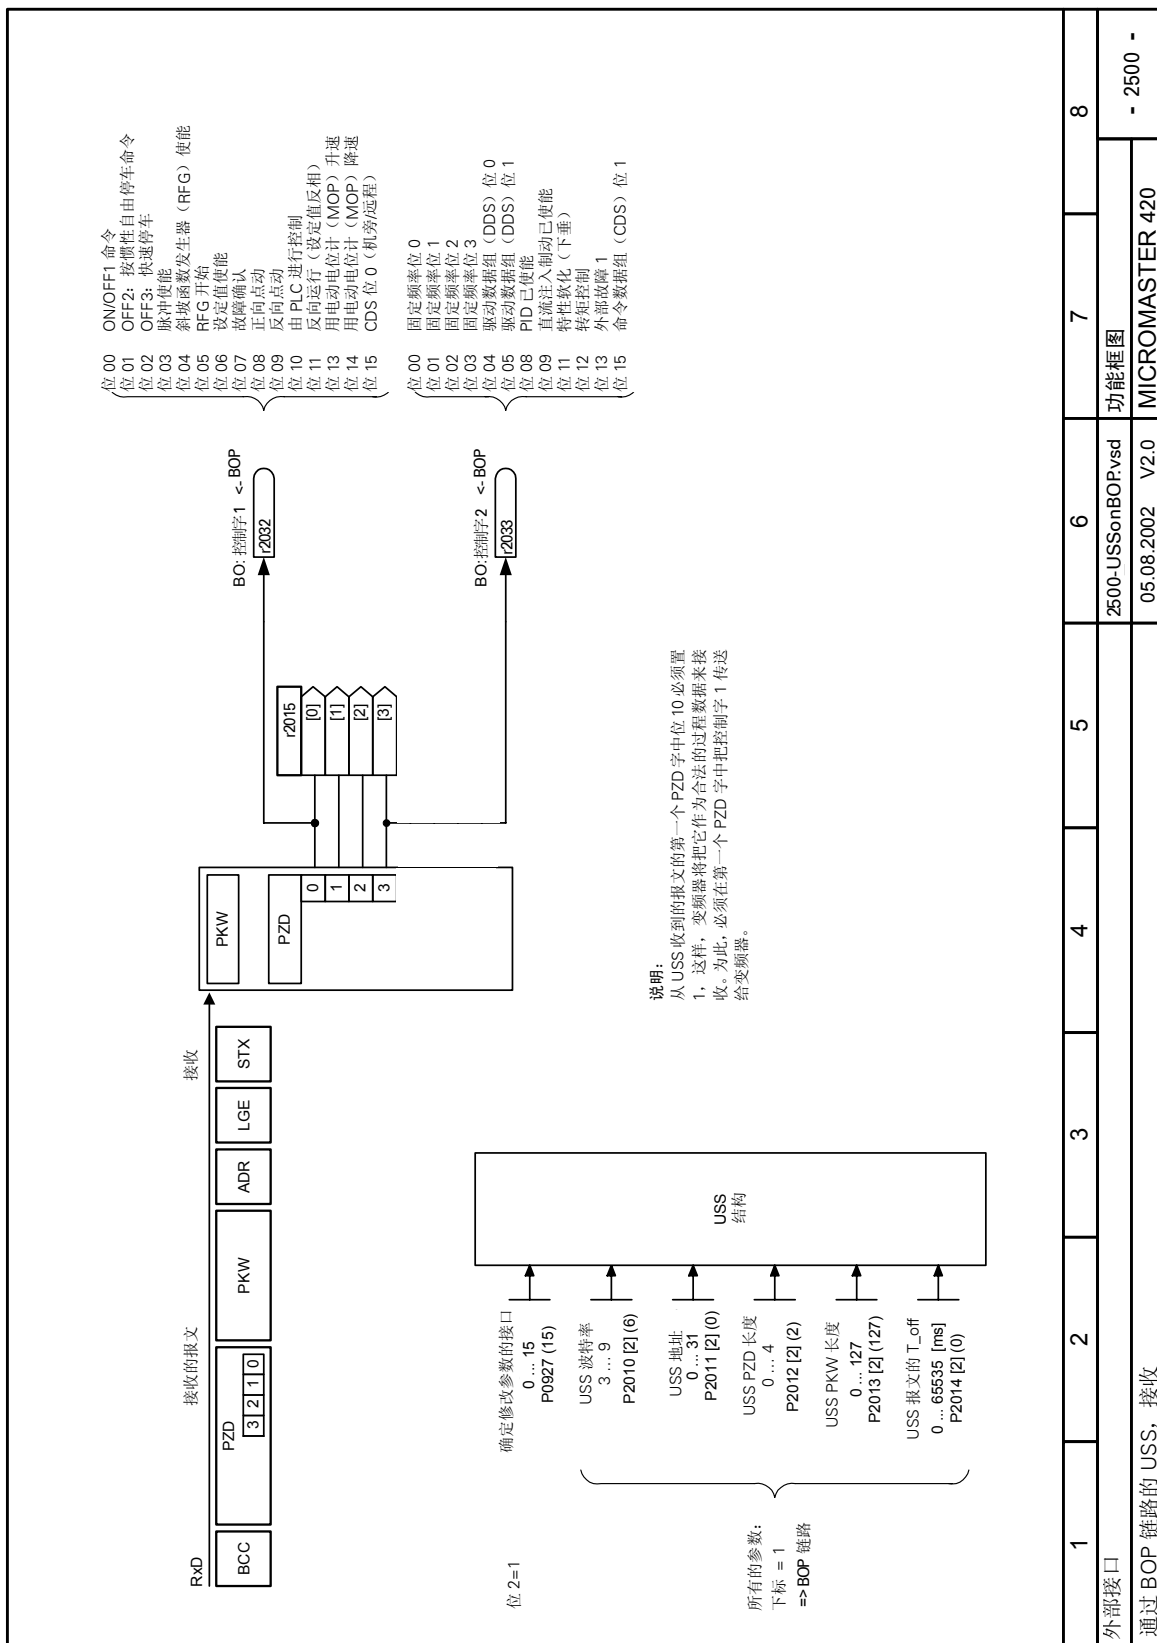 RxD
接收的报文
接收
BCC
PZD
3 2 1 0
PKW
ADR
LGE
STX
PKW
PZD
0
1
2
3
r2015
[0]
[1]
[2]
[3]
BO: 控制字1 <- BOP
r2032
BO: 控制字2 <- BOP
r2033
位 00 ON/OFF1 命令
位 01 OFF2：按惯性自由停车命令
位 02 OFF3：快速停车
位 03 脉冲使能
位 04 斜坡函数发生器（RFG）使能
位 05 RFG 开始
位 06 设定值使能
位 07 故障确认
位 08 正向点动
位 09 反向点动
位 10 由 PLC 进行控制
位 11 反向运行（设定值反相）
位 13 用电动电位计（MOP）升速
位 14 用电动电位计（MOP）降速
位 15 CDS 位 0（机旁/远程）
位 00 固定频率位 0
位 01 固定频率位 1
位 02 固定频率位 2
位 03 固定频率位 3
位 04 驱动数据组（DDS）位 0
位 05 驱动数据组（DDS）位 1
位 08 PID 已使能
位 09 直流注入制动已使能
位 11 特性软化（下垂）
位 12 转矩控制
位 13 外部故障 1
位 15 命令数据组（CDS）位 1
位 2=1
确定修改参数的接口
0 ... 15
P0927 (15)
USS 波特率
3 ... 9
P2010 [2] (6)
USS 地址
0 ... 31
P2011 [2] (0)
USS PZD 长度
0 ... 4
P2012 [2] (2)
USS PKW 长度
0 ... 127
P2013 [2] (127)
USS 报文的 T_off
0 ... 65535 [ms]
P2014 [2] (0)
所有的参数：
下标 = 1
=> BOP 链路
USS
结构
说明：
从 USS 收到的报文的第一个 PZD 字中位 10 必须置
1，这样，变频器将把它作为合法的过程数据来接
收。为此，必须在第一个 PZD 字中把控制字 1 传送
给变频器。
1 2 3 4 5 6 7 8
外部接口
2500-USSonBOP.vsd
功能框图
- 2500 -
通过 BOP 链路的 USS，接收
05.08.2002 V2.0
MICROMASTER 420